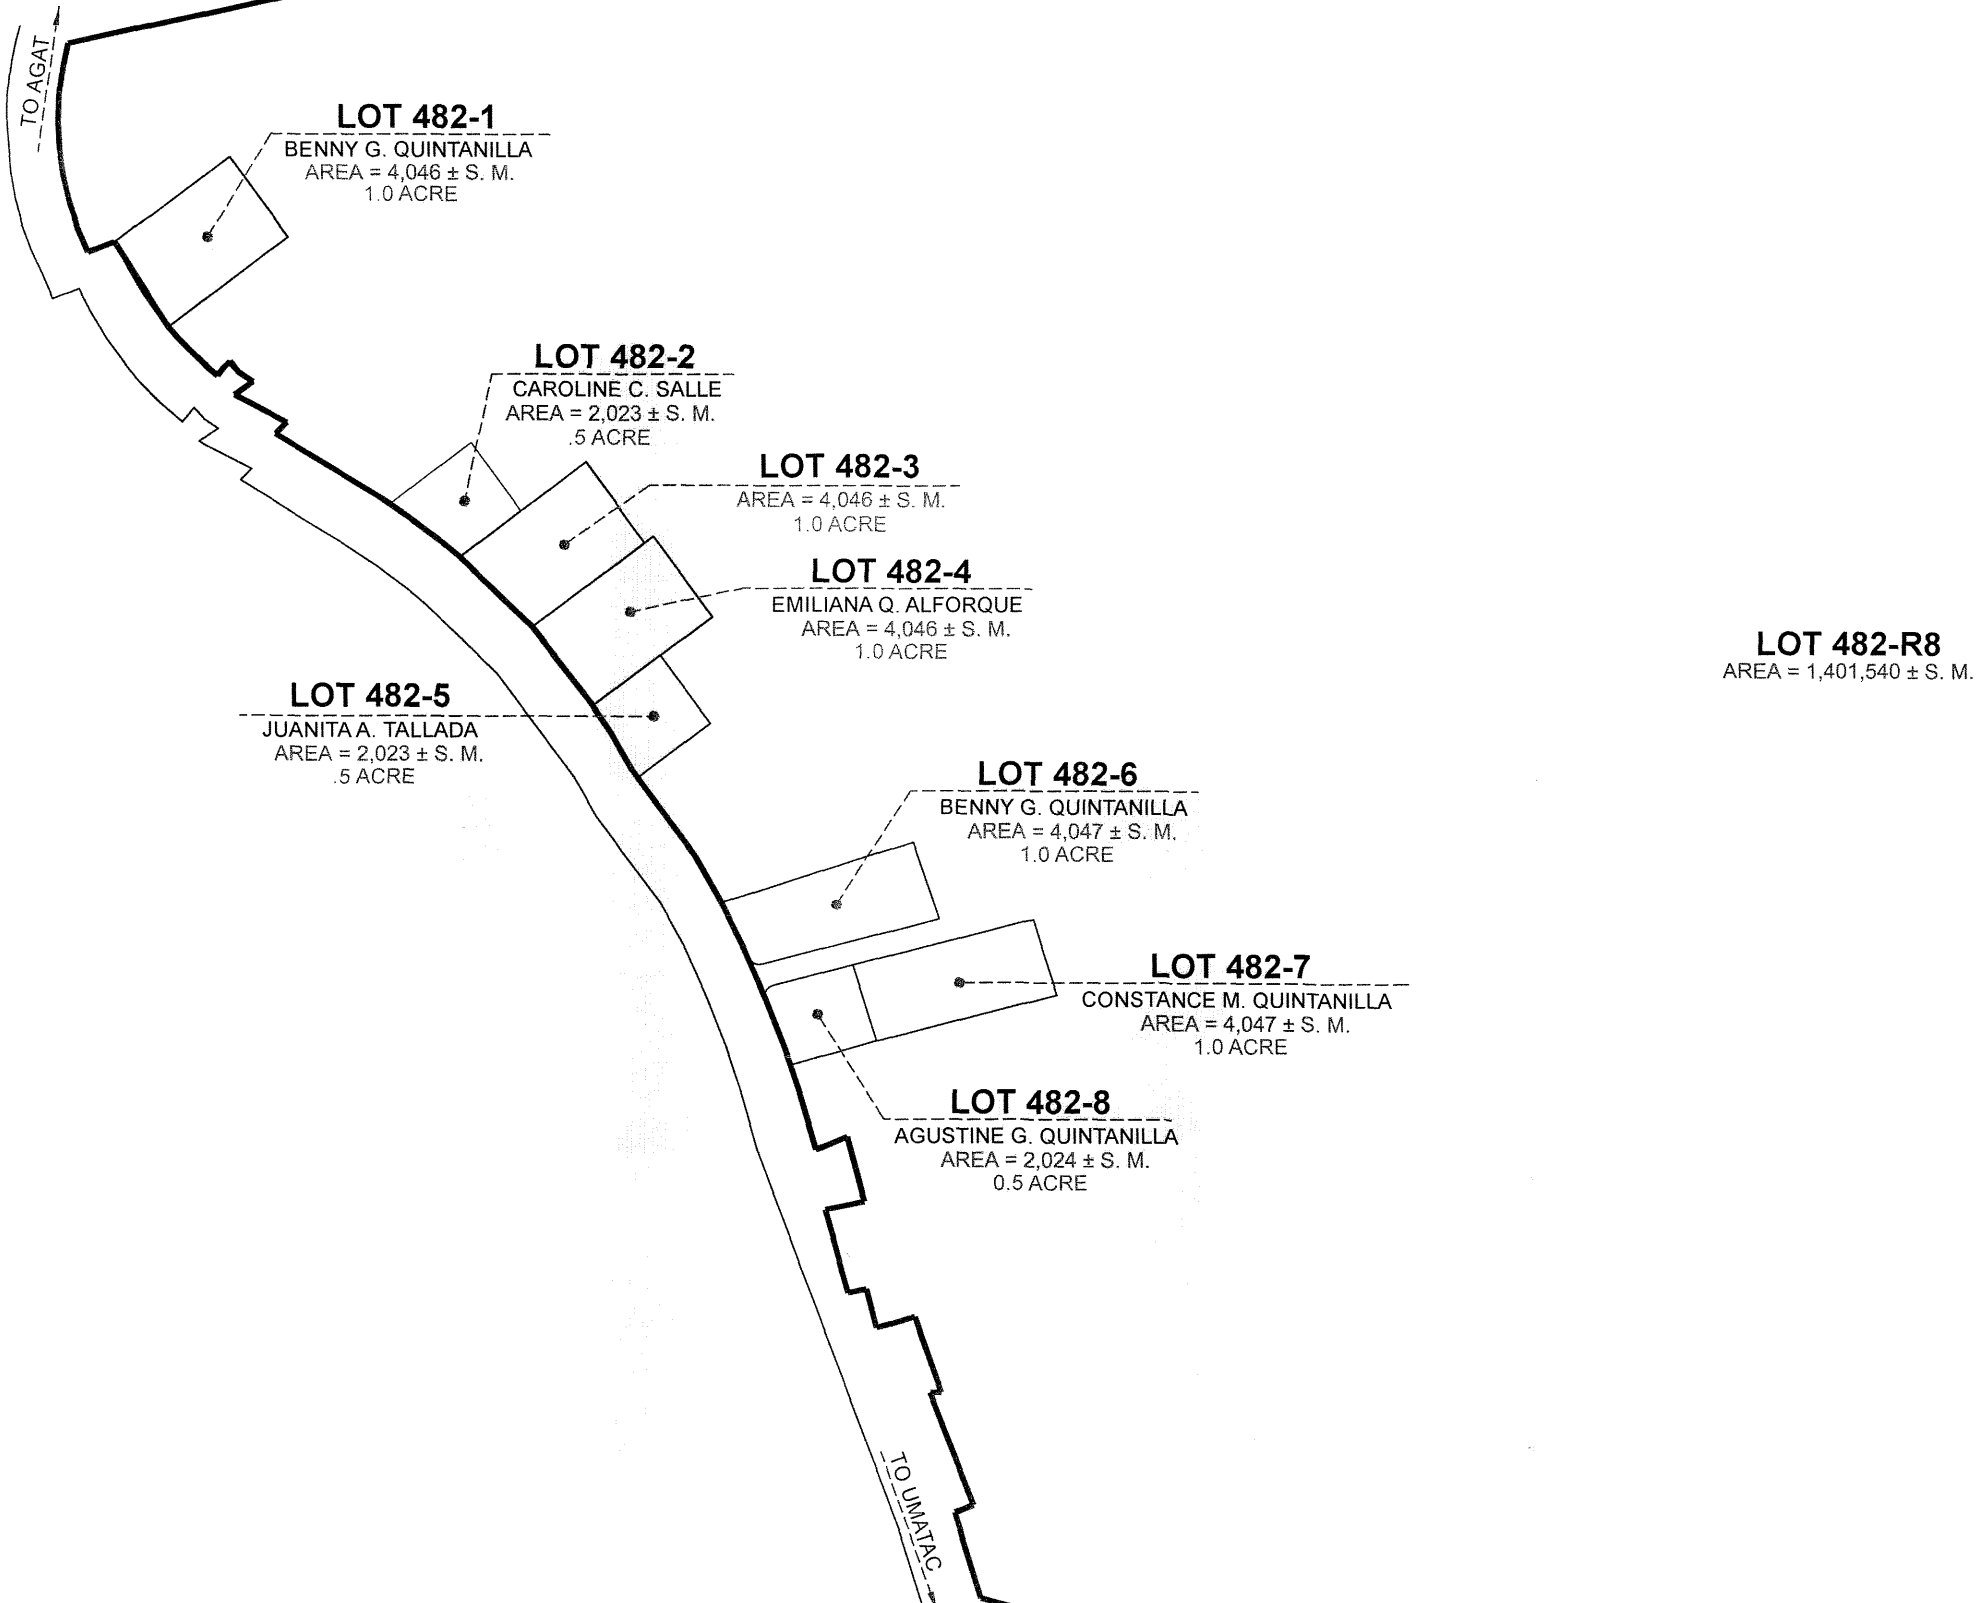 TO AGAT
LOT 482-1
BENNY G. QUINTANILLA
AREA = 4,046 ± S. M.
1.0 ACRE
LOT 482-2
CAROLINE C. SALLE
AREA = 2,023 ± S. M.
.5 ACRE
LOT 482-3
AREA = 4,046 ± S. M.
1.0 ACRE
LOT 482-4
EMILIANA Q. ALFORQUE
AREA = 4,046 ± S. M.
1.0 ACRE
LOT 482-R8
AREA = 1,401,540 ± S. M.
LOT 482-5
JUANITA A. TALLADA
AREA = 2,023 ± S. M.
.5 ACRE
LOT 482-6
BENNY G. QUINTANILLA
AREA = 4,047 ± S. M.
1.0 ACRE
LOT 482-7
CONSTANCE M. QUINTANILLA
AREA = 4,047 ± S. M.
1.0 ACRE
LOT 482-8
AGUSTINE G. QUINTANILLA
AREA = 2,024 ± S. M.
0.5 ACRE
TO UMATAC